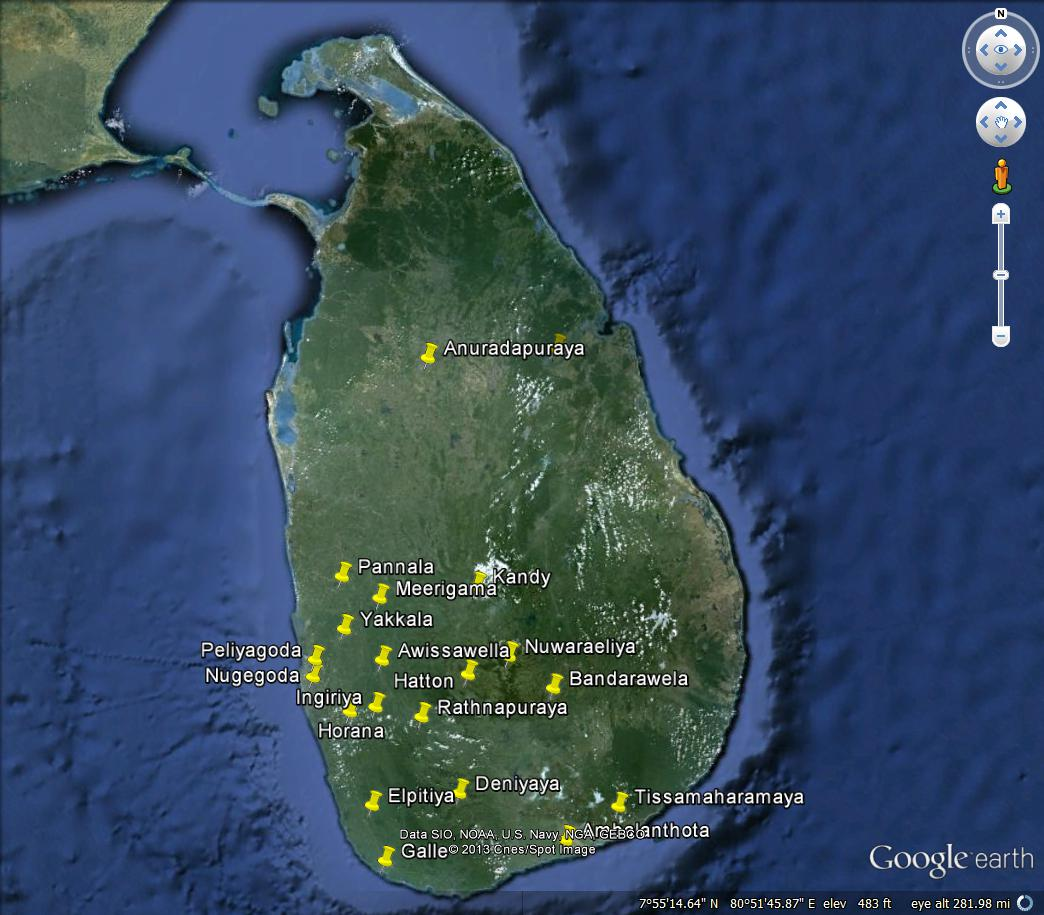 N
Anuradapuraya
Pannala
Kandy
Meerigama
Yakkala
Peliyagoda
Awissawella
Nuwaraeliya
Nugegoda
Hatton
Bandarawela
Ingiriya
Rathnapuraya
Horana
Deniyaya
Elpitiya
Tissamaharamaya
Data SIO, NOAA, U.S. Navy, NGA, GEBCO
Ambalanthota
Galle
© 2013 Cnes/Spot Image
Google earth
7°55'14.64" N 80°51'45.87" E elev 483 ft eye alt 281.98 mi